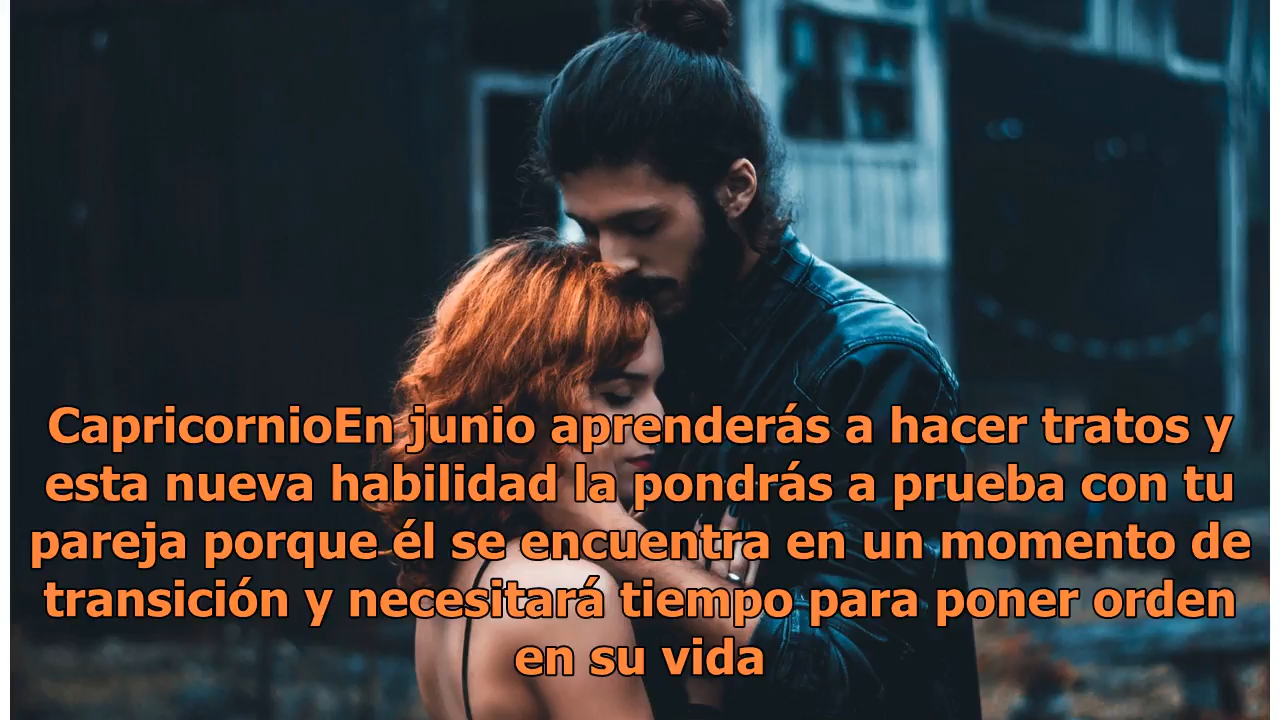 CapricornioEn junio aprenderás a hacer tratos y
esta nueva habilidad la pondrás a prueba con tu
pareja porque él se encuentra en un momento de
transición y necesitará tiempo para poner orden
en su vida